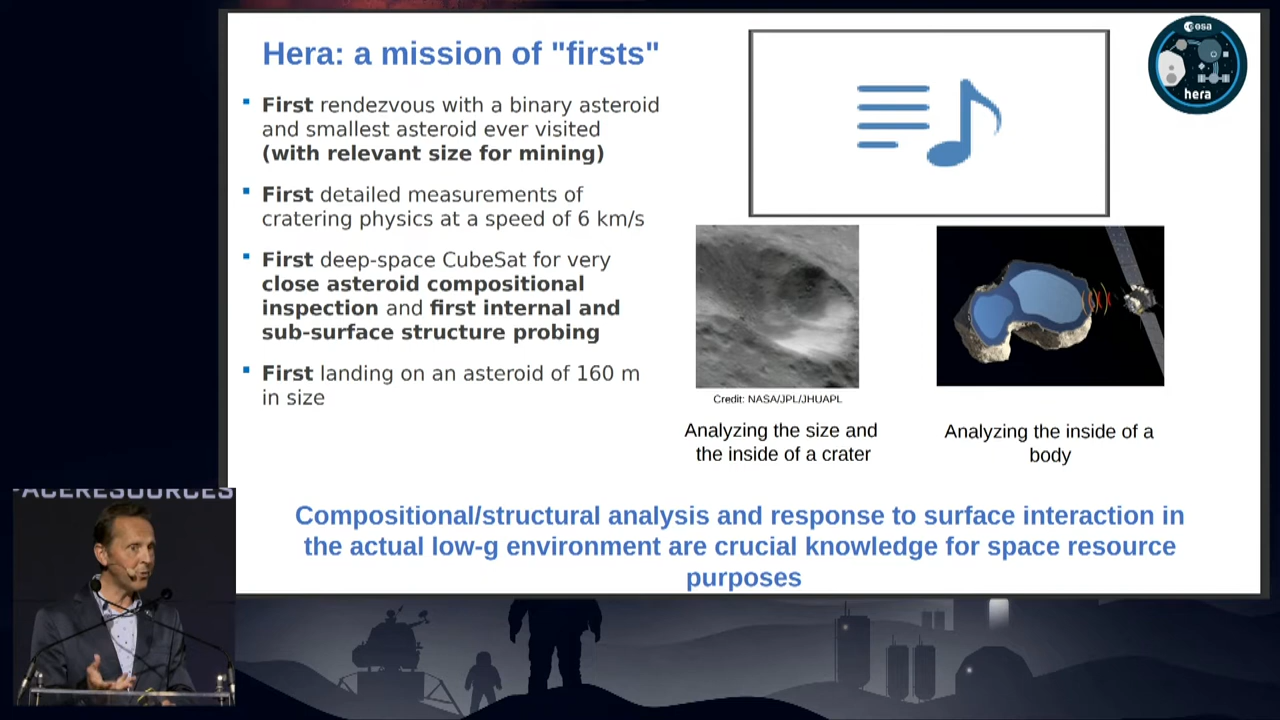 Hera: a mission of "firsts"
First rendezvous with a binary asteroid
and smallest asteroid ever visited
(with relevant size for mining)
First detailed measurements of
cratering physics at a speed of 6 km/s
First deep-space CubeSat for very
close asteroid compositional
inspection and first internal and
sub-surface structure probing
First landing on an asteroid of 160 m
in size
esa
hera
Credit: NASA/JPL/JHUAPL
Analyzing the size and
the inside of a crater
Analyzing the inside of a
body
Compositional/structural analysis and response to surface interaction in
the actual low-g environment are crucial knowledge for space resource
purposes
ACERESOURCES